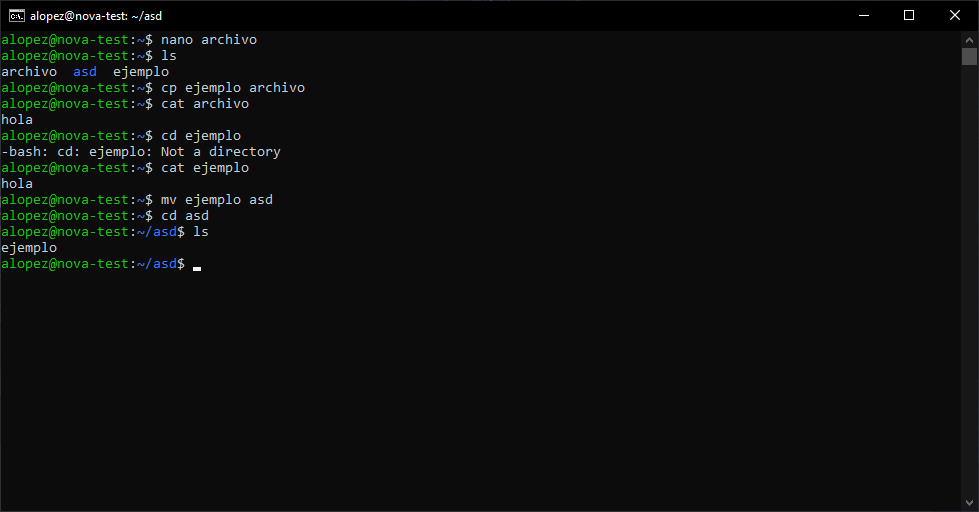 alopez@nova-test: ~/asd
alopez@nova-test:~$ nano archivo
alopez@nova-test:~$ ls
archivo  asd  ejemplo
alopez@nova-test:~$ cp ejemplo archivo
alopez@nova-test:~$ cat archivo
hola
alopez@nova-test:~$ cd ejemplo
-bash: cd: ejemplo: Not a directory
alopez@nova-test:~$ cat ejemplo
hola
alopez@nova-test:~$ mv ejemplo asd
alopez@nova-test:~$ cd asd
alopez@nova-test:~/asd$ ls
ejemplo
alopez@nova-test:~/asd$